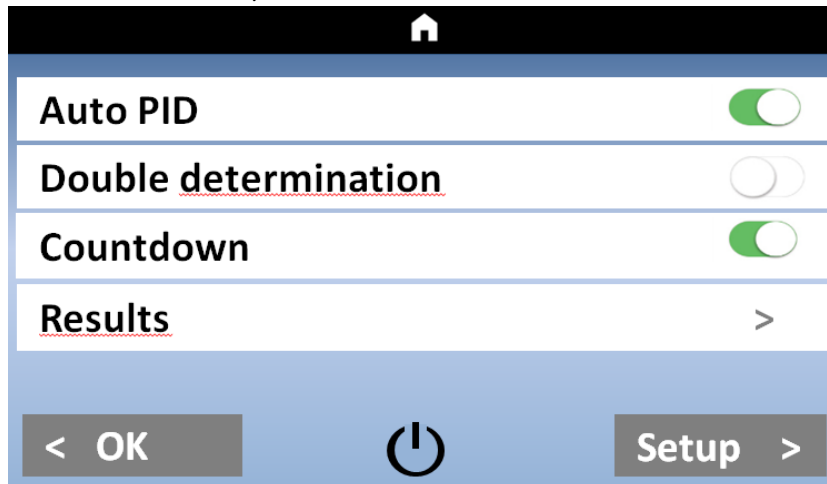 Auto PID
Double determination
Countdown
Results >
< OK Setup >